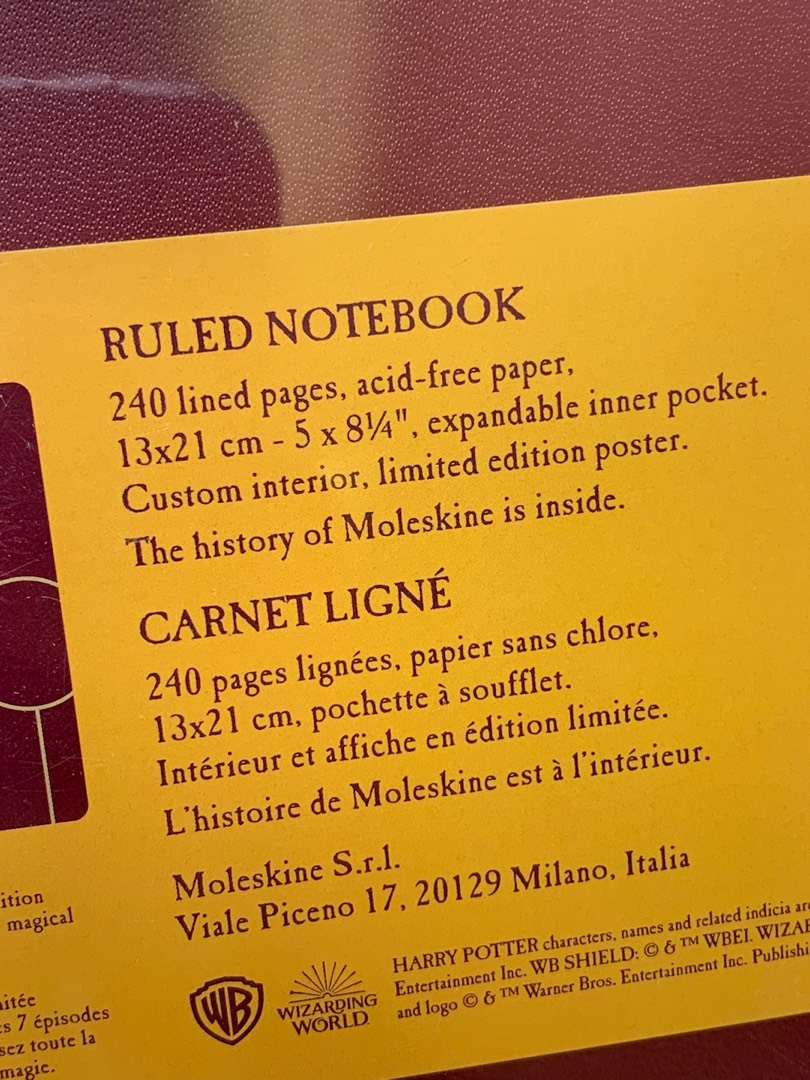 RULED NOTEBOOK
240 lined pages, acid-free paper,
13x21 cm - 5 x 8¼", expandable inner pocket.
Custom interior, limited edition poster.
The history of Moleskine is inside.
CARNET LIGNÉ
240 pages lignées, papier sans chlore,
13x21 cm, pochette à soufflet.
Intérieur et affiche en édition limitée.
L'histoire de Moleskine est à l'intérieur.
Moleskine S.r.l.
Viale Piceno 17, 20129 Milano, Italia
magical
7 épisodes
toute la
magie.
WB
WIZARDING
WORLD
HARRY POTTER characters, names and related indicia
Entertainment Inc. WB SHIELD: © & ™ WBEI.
and logo © & ™ Warner Bros. Entertainment Inc.